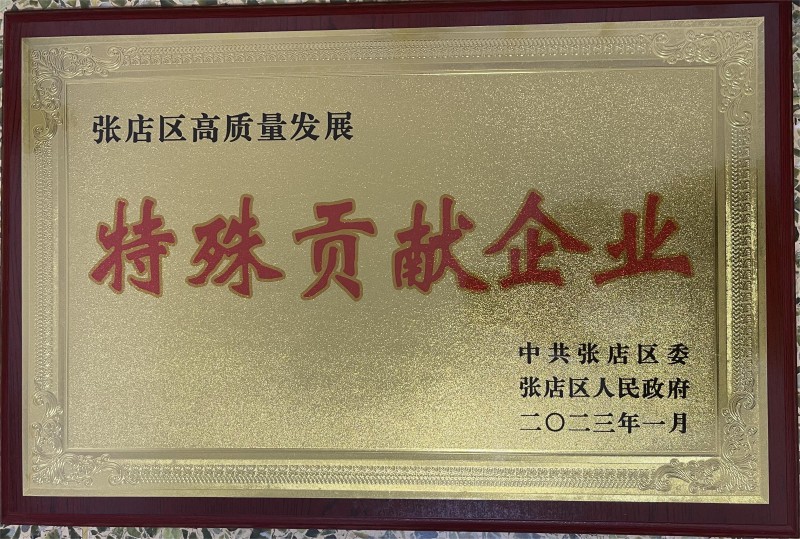 张店区高质量发展
特殊贡献企业
中共张店区委
张店区人民政府
二〇二三年一月